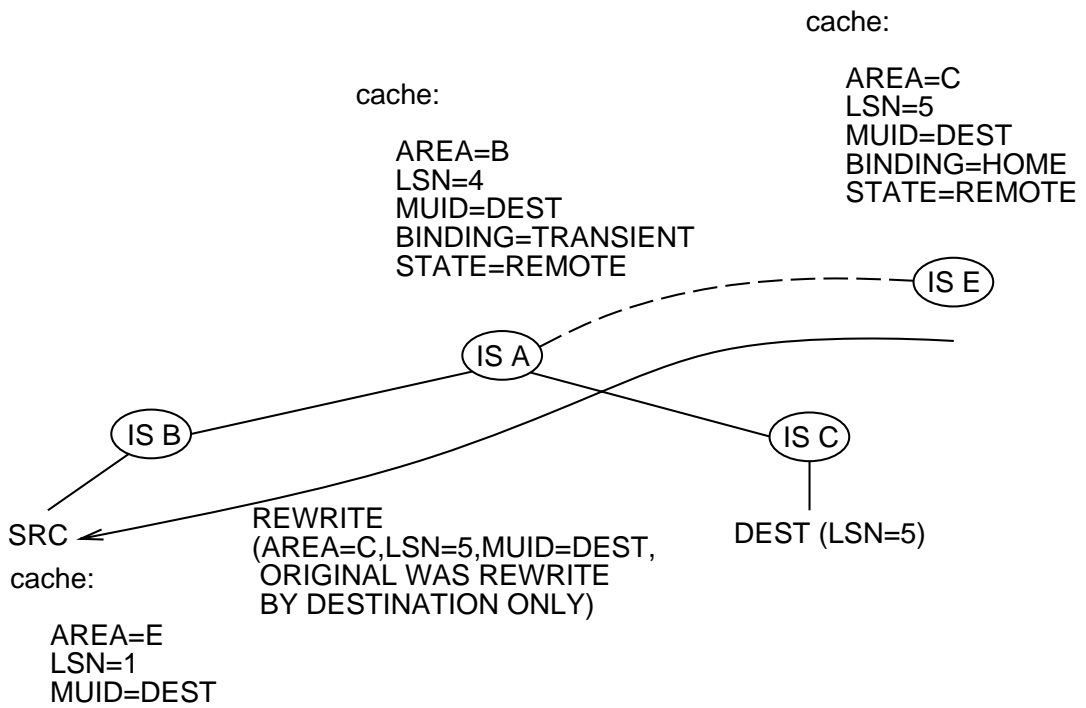 cache:
AREA=C
LSN=5
MUID=DEST
BINDING=HOME
STATE=REMOTE
cache:
AREA=B
LSN=4
MUID=DEST
BINDING=TRANSIENT
STATE=REMOTE
IS E
IS A
IS B
IS C
SRC
REWRITE
(AREA=C,LSN=5,MUID=DEST,
ORIGINAL WAS REWRITE
BY DESTINATION ONLY)
DEST (LSN=5)
cache:
AREA=E
LSN=1
MUID=DEST